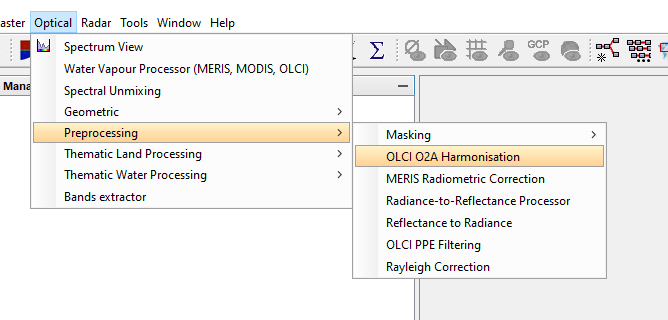 aster Optical Radar Tools Window Help
Spectrum View
Water Vapour Processor (MERIS, MODIS, OLCI)
Spectral Unmixing
Geometric
Preprocessing
Thematic Land Processing
Thematic Water Processing
Bands extractor
Σ
GCP
Mana
Masking
OLCI O2A Harmonisation
MERIS Radiometric Correction
Radiance-to-Reflectance Processor
Reflectance to Radiance
OLCI PPE Filtering
Rayleigh Correction